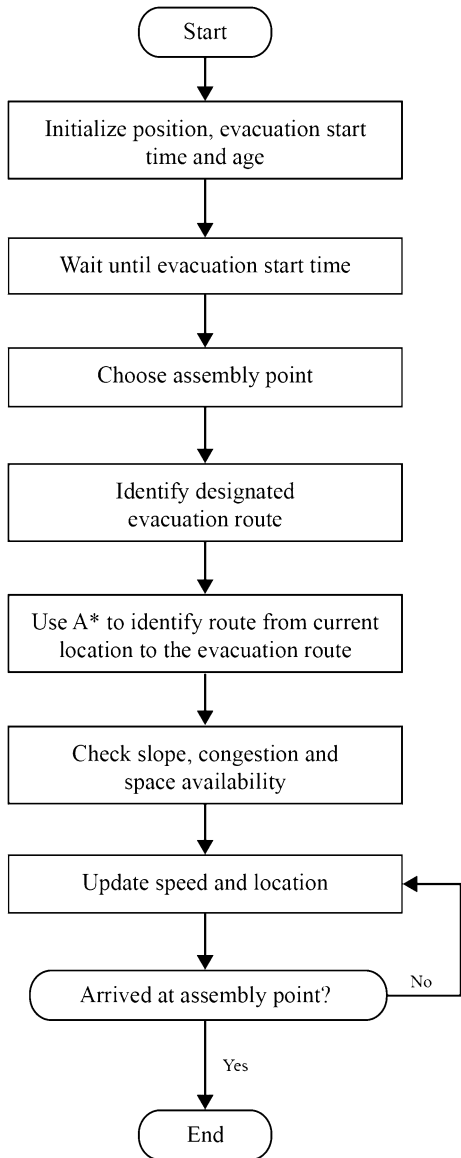 Start
Initialize position, evacuation start
time and age
Wait until evacuation start time
Choose assembly point
Identify designated
evacuation route
Use A* to identify route from current
location to the evacuation route
Check slope, congestion and
space availability
Update speed and location
Arrived at assembly point?
No
Yes
End